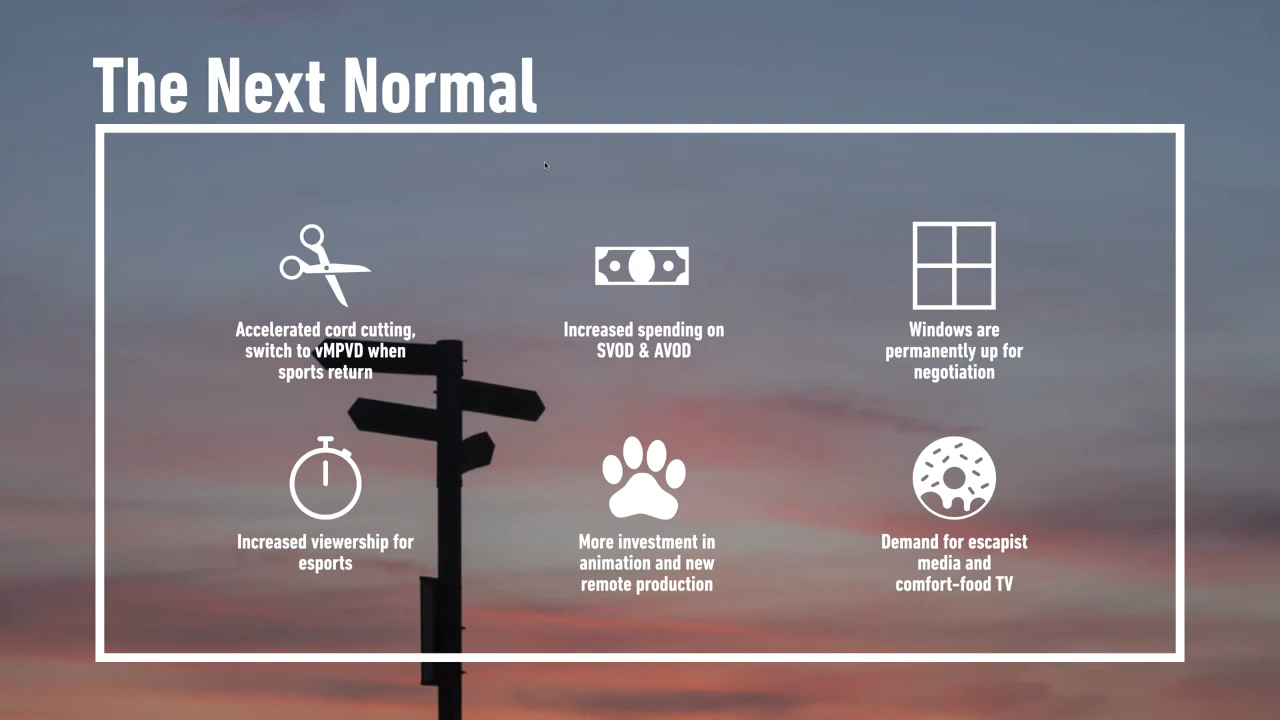 The Next Normal
Accelerated cord cutting,
switch to vMPVD when
sports return
Increased spending on
SVOD & AVOD
Windows are
permanently up for
negotiation
Increased viewership for
esports
More investment in
animation and new
remote production
Demand for escapist
media and
comfort-food TV